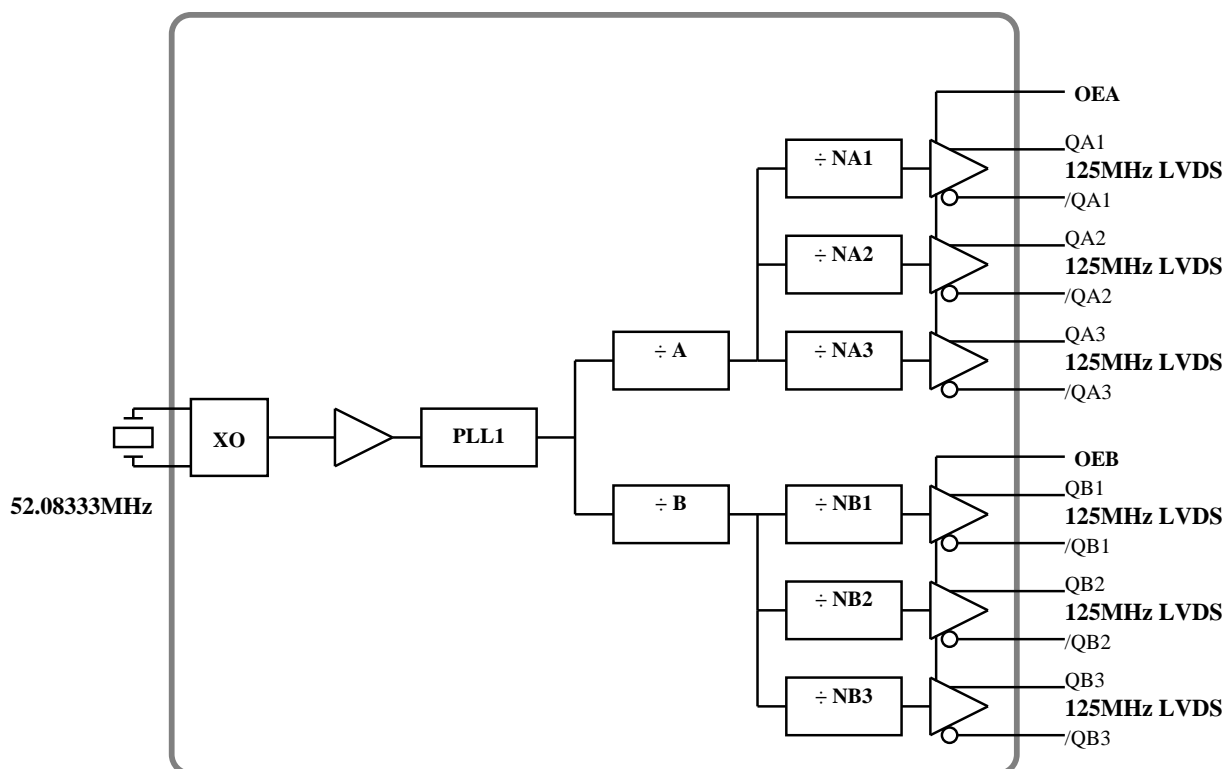 OEA
÷ NA1
QA1
125MHz LVDS
/QA1
÷ NA2
QA2
125MHz LVDS
/QA2
÷ A
÷ NA3
QA3
125MHz LVDS
/QA3
XO
PLL1
52.08333MHz
OEB
÷ B
÷ NB1
QB1
125MHz LVDS
/QB1
÷ NB2
QB2
125MHz LVDS
/QB2
÷ NB3
QB3
125MHz LVDS
/QB3